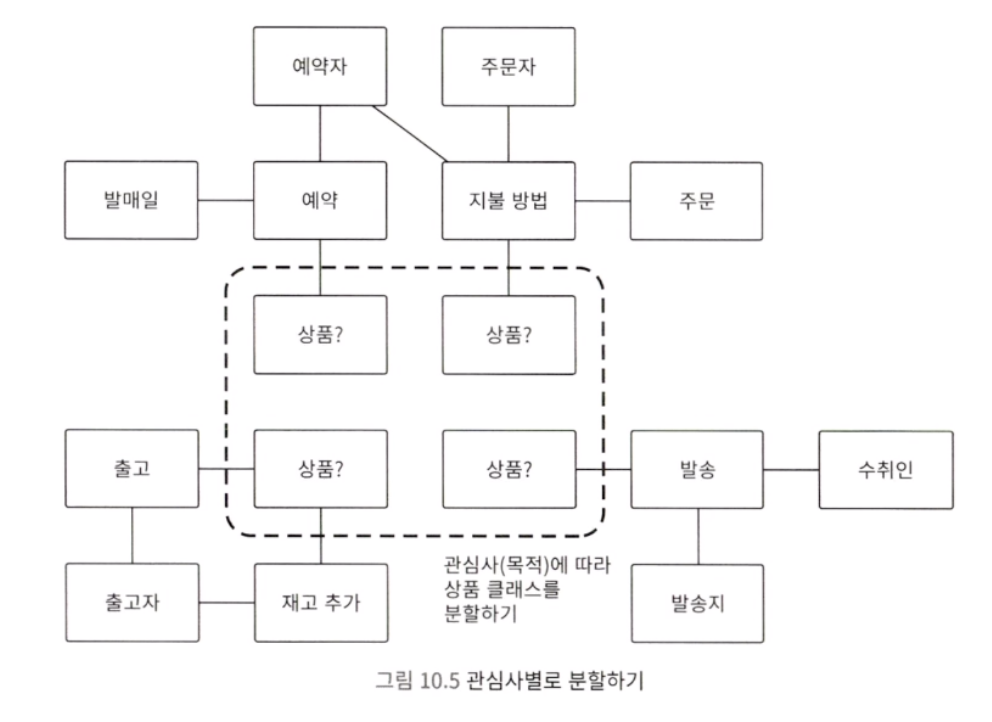 예약자
주문자
발매일
예약
지불 방법
주문
상품?
상품?
출고
상품?
상품?
발송
수취인
출고자
재고 추가
관심사(목적)에 따라
상품 클래스를
분할하기
발송지
그림 10.5 관심사별로 분할하기